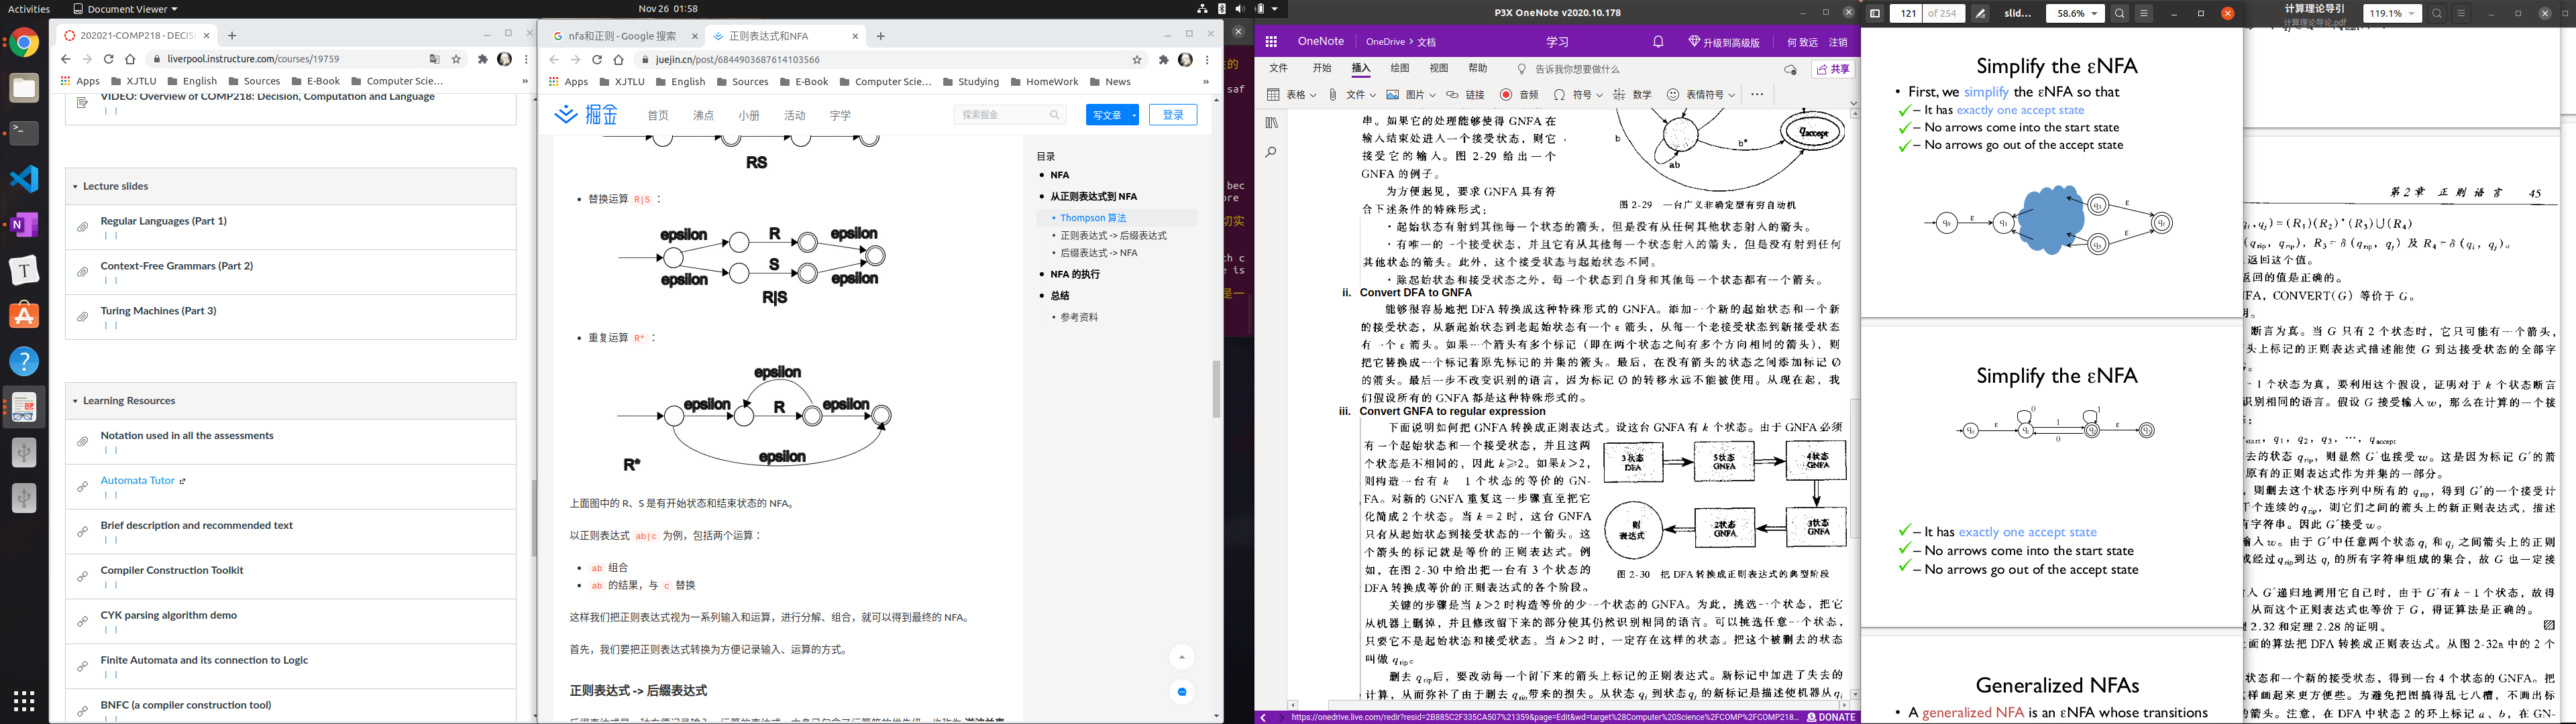 Activities
Document Viewer
Nov 26 01:58
202021-COMP218 - DECIS
liverpool.instructure.com/courses/19759
Apps
XJTLU
English
Sources
E-Book
Computer Scie...
VIDEO: Overview of COMP218: Decision, Computation and Language
Lecture slides
Regular Languages (Part 1)
Context-Free Grammars (Part 2)
Turing Machines (Part 3)
Learning Resources
Notation used in all the assessments
Automata Tutor
Brief description and recommended text
Compiler Construction Toolkit
CYK parsing algorithm demo
Finite Automata and its connection to Logic
BNFC (a compiler construction tool)
nfa和正则 - Google 搜索
正则表达式和NFA
juejin.cn/post/6844903687614103566
Apps
XJTLU
English
Sources
E-Book
Computer Scie...
Studying
HomeWork
News
掘金
首页
沸点
小册
活动
字学
探索掘金
写文章
登录
RS
替换运算 R|S：
epsilon
R
epsilon
epsilon
S
epsilon
R|S
重复运算 R*：
epsilon
epsilon
R
epsilon
epsilon
R*
上面图中的 R、S 是有开始状态和结束状态的 NFA。
以正则表达式 ab|c 为例，包括两个运算：
ab 组合
ab 的结果，与 c 替换
这样我们把正则表达式视为一系列输入和运算，进行分解、组合，就可以得到最终的 NFA。
首先，我们要把正则表达式转换为方便记录输入、运算的方式。
正则表达式 -> 后缀表达式
目录
NFA
从正则表达式到 NFA
Thompson 算法
正则表达式 -> 后缀表达式
后缀表达式 -> NFA
NFA 的执行
总结
参考资料
P3X OneNote v2020.10.178
OneNote
OneDrive > 文档
学习
升级到高级版
何 致远
注销
文件
开始
插入
绘图
视图
帮助
告诉我你想要做什么
共享
表格
文件
图片
链接
音频
符号
数学
表情符号
串。如果它的处理能够使得 GNFA 在
输入结束处进入一个接受状态，则它
接受它的输入。图 2-29 给出一个
GNFA 的例子。
为方便起见，要求 GNFA 具有符
合下述条件的特殊形式：
b
ab
b*
qaccept
图 2-29 一台广义非确定型有穷自动机
·起始状态有射到其他每一个状态的箭头，但是没有从任何其他状态射入的箭头。
·有唯一的一个接受状态，并且它有从其他每一个状态射入的箭头，但是没有射到任何
其他状态的箭头。此外，这个接受状态与起始状态不同。
·除起始状态和接受状态之外，每一个状态到自身和其他每一个状态都有一个箭头。
ii. Convert DFA to GNFA
能够很容易地把 DFA 转换成这种特殊形式的 GNFA。添加一个新的起始状态和一个新
的接受状态，从新起始状态到老起始状态有一个 ε 箭头，从每一个老接受状态到新接受状态
有一个 ε 箭头。如果一个箭头有多个标记（即在两个状态之间有多个方向相同的箭头），则
把它替换成一个标记着原先标记的并集的箭头。最后，在没有箭头的状态之间添加标记 ∅
的箭头。最后一步不改变识别的语言，因为标记 ∅ 的转移永远不能被使用。从现在起，我
们假设所有的 GNFA 都是这种特殊形式的。
iii. Convert GNFA to regular expression
下面说明如何把 GNFA 转换成正则表达式。设这台 GNFA 有 k 个状态。由于 GNFA 必须
有一个起始状态和一个接受状态，并且这两
个状态是不相同的，因此 k≥2。如果 k>2，
则构造一台有 k-1 个状态的等价的 GN-
FA。对新的 GNFA 重复这一步骤直至把它
化简成 2 个状态。当 k=2 时，这台 GNFA
只有从起始状态到接受状态的一个箭头。这
个箭头的标记就是等价的正则表达式。例
如，在图 2-30 中给出把一台有 3 个状态的
DFA 转换成等价的正则表达式的各个阶段。
3状态 DFA
5状态 GNFA
4状态 GNFA
则 表达式
2状态 GNFA
3状态 GNFA
图 2-30 把 DFA 转换成正则表达式的典型阶段
关键的步骤是当 k>2 时构造等价的少一个状态的 GNFA。为此，挑选一个状态，把它
从机器上删掉，并且修改留下来的部分使其仍然识别相同的语言。可以挑选任意一个状态，
只要它不是起始状态和接受状态。当 k>2 时，一定存在这样的状态。把这个被删去的状态
叫做 qrip。
删去 qrip后，要改动每一个留下来的箭头上标记的正则表达式。新标记中加进了失去的
计算，从而弥补了由于删去 qrip带来的损失。从状态 qi 到状态 qj 的新标记是描述使机器从qi
https://onedrive.live.com/redir?resid=2B885C2F335CA507%21359&page=Edit&wd=target%28Computer%20Science%2FCOMP%2FCOMP218...
DONATE
121
of 254
slid...
58.6%
Simplify the εNFA
• First, we simplify the εNFA so that
– It has exactly one accept state
– No arrows come into the start state
– No arrows go out of the accept state
Simplify the εNFA
– It has exactly one accept state
– No arrows come into the start state
– No arrows go out of the accept state
Generalized NFAs
• A generalized NFA is an εNFA whose transitions
计算理论导引
计算理论导论.pdf
119.1%
第 2 章 正 则 语 言 45
返回这个值。
返回的值是正确的。
FA，CONVERT(G) 等价于 G。
断言为真。当 G 只有 2 个状态时，它只可能有一个箭头，
头上标记的正则表达式描述能使 G 到达接受状态的全部字
-1 个状态为真，要利用这个假设，证明对于 k 个状态断言
识别相同的语言。假设 G 接受输入 w，那么在计算的一个接
去的状态 qrip，则显然 G′也接受 w。这是因为标记 G′的箭
原有的正则表达式作为并集的一部分。
，则删去这个状态序列中所有的 qrip，得到 G′的一个接受计
个连续的 qrip，则它们之间的箭头上的新正则表达式，描述
有字符串。因此 G′接受 w。
输入 w。由于 G′中任意两个状态 qi 和 qj 之间箭头上的正则
或经过qrip到达 qj 的所有字符串组成的集合，故 G 也一定接
入 G′递归地调用它自己时，由于 G′有 k-1 个状态，故得
从而这个正则表达式也等价于 G，得证算法是正确的。
2.32 和定理 2.28 的证明。
面的算法把 DFA 转换成正则表达式。从图 2-32a 中的 2 个
状态和一个新的接受状态，得到一台 4 个状态的 GNFA。把
样画起来更方便些。为避免把图搞得乱七八糟，不画出标
的箭头。注意，在 DFA 中状态 2 的环上标记 a、b，在 GN-